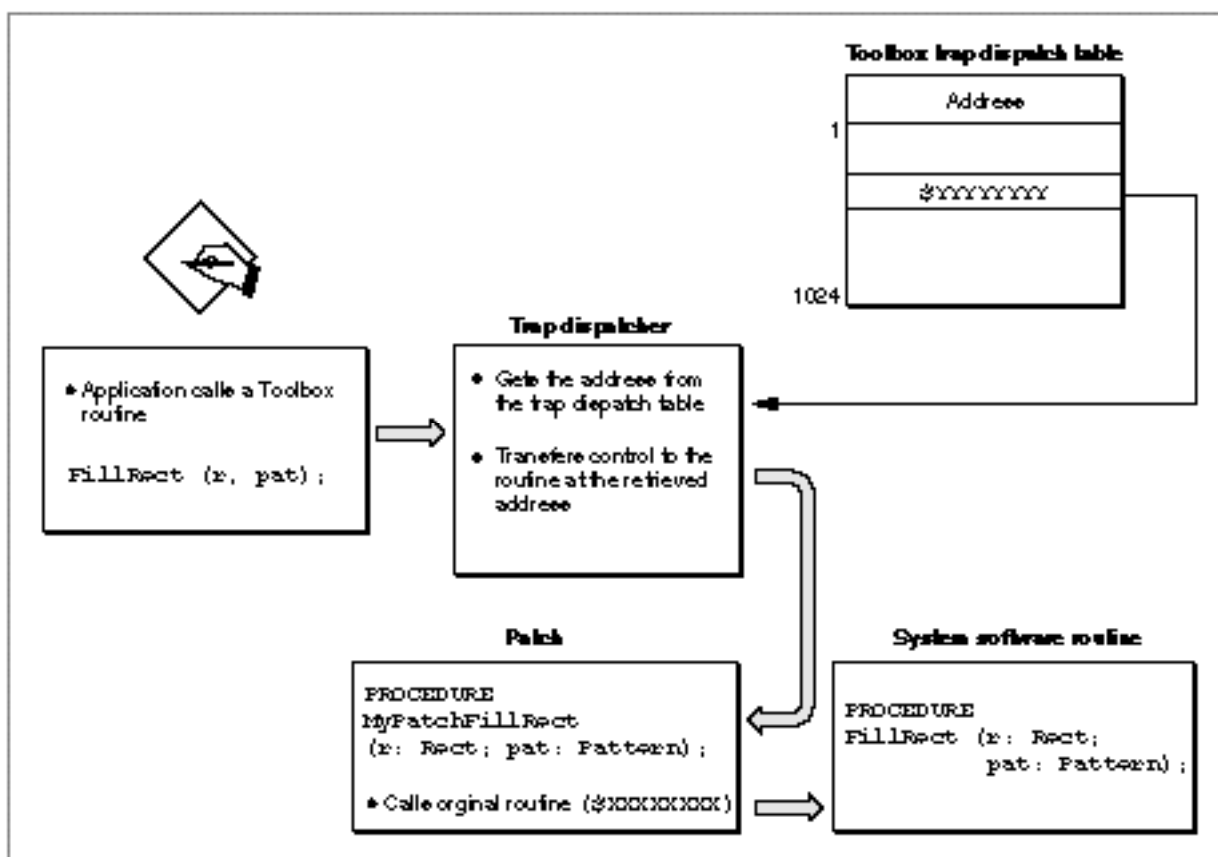 Toolbox trap dispatch table
Address
1
$YYYYYYYY
1024
• Application calls a Toolbox
routine
FillRect (r, pat);
Trap dispatcher
• Gets the address from
the trap dispatch table
• Transfers control to the
routine at the retrieved
address
Patch
PROCEDURE
MyPatchFillRect
(r: Rect; pat: Pattern);
• Calls orginal routine ($XXXXXXXX)
System software routine
PROCEDURE
FillRect (r: Rect;
pat: Pattern);